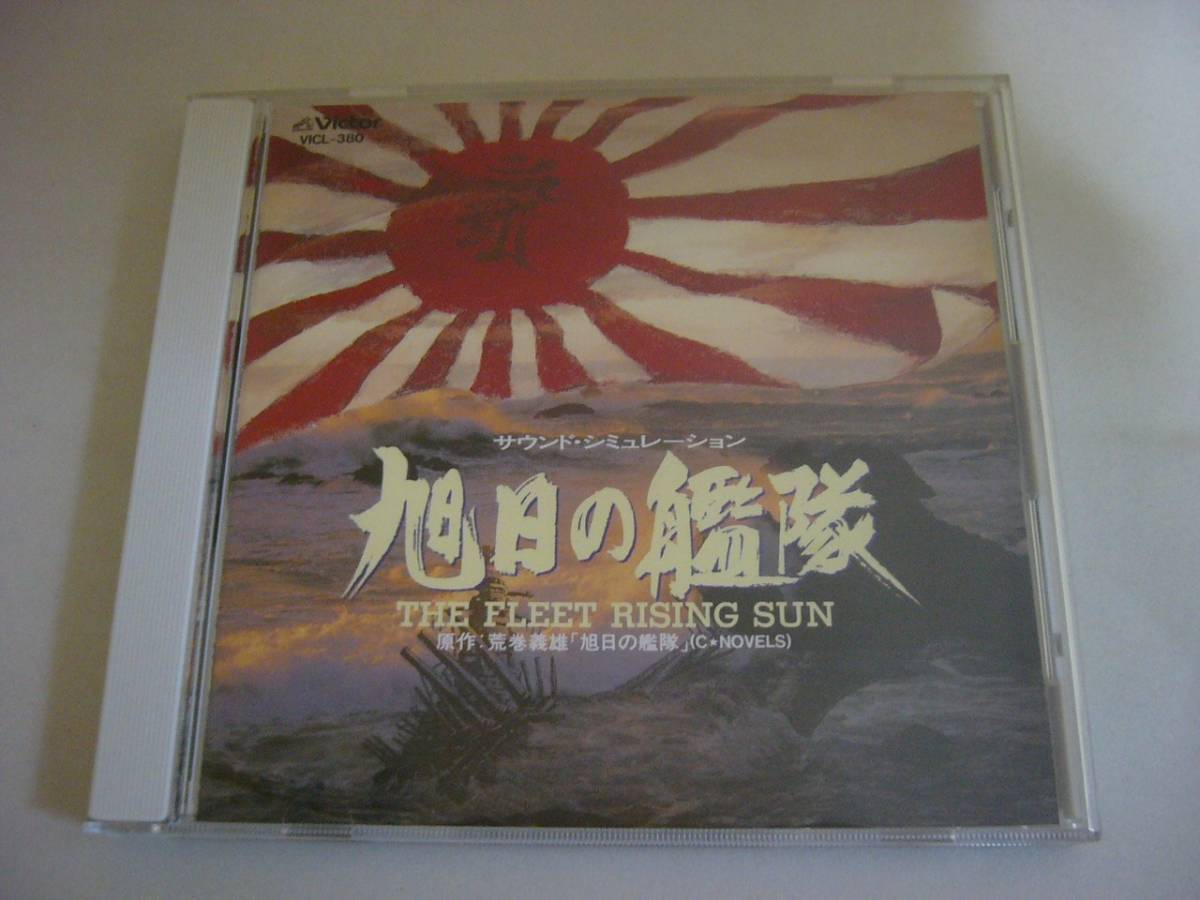 Victor
VICL-380
サウンド・シミュレーション
旭日の艦隊
THE FLEET RISING SUN
原作:荒巻義雄「旭日の艦隊」(C★NOVELS)